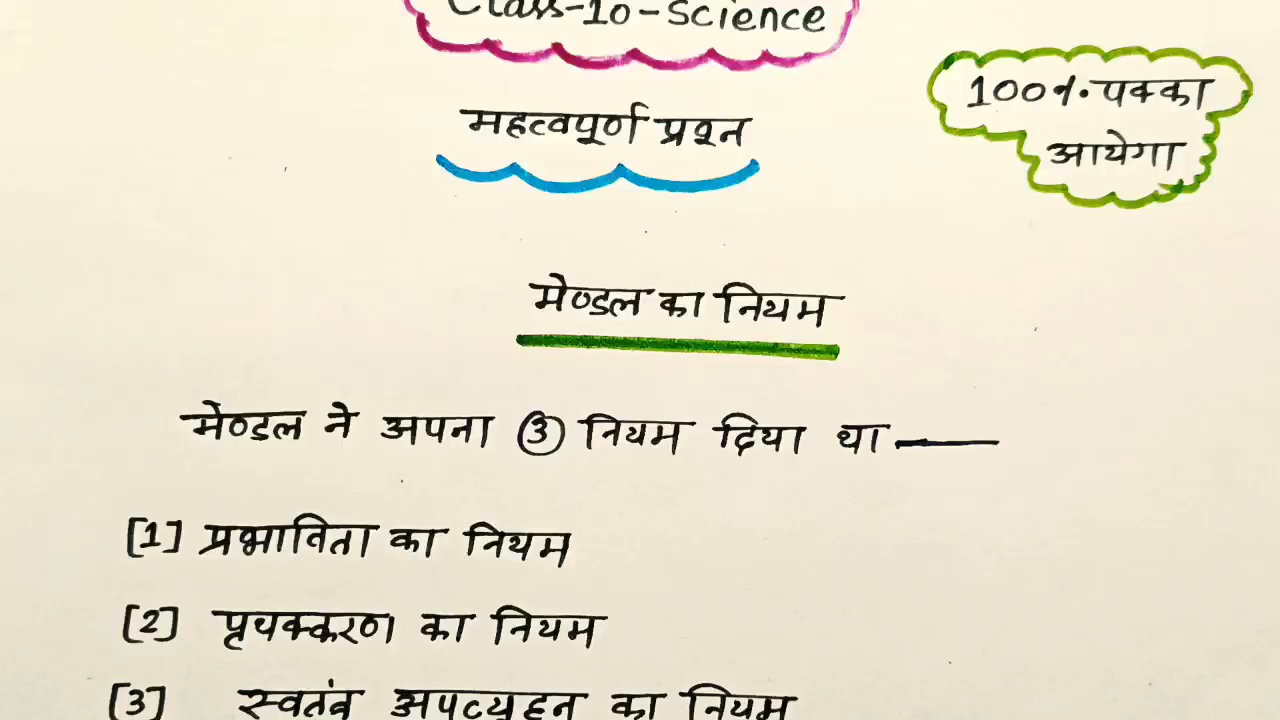 Class-10-Science
100%. पक्का
आयेगा
महत्वपूर्ण प्रश्न
मेण्डल का नियम
मेण्डल ने अपना ③ नियम दिया था —
[1] प्रभाविता का नियम
[2] पृथक्करण का नियम
[3] स्वतंत्र अपव्यूहन का नियम